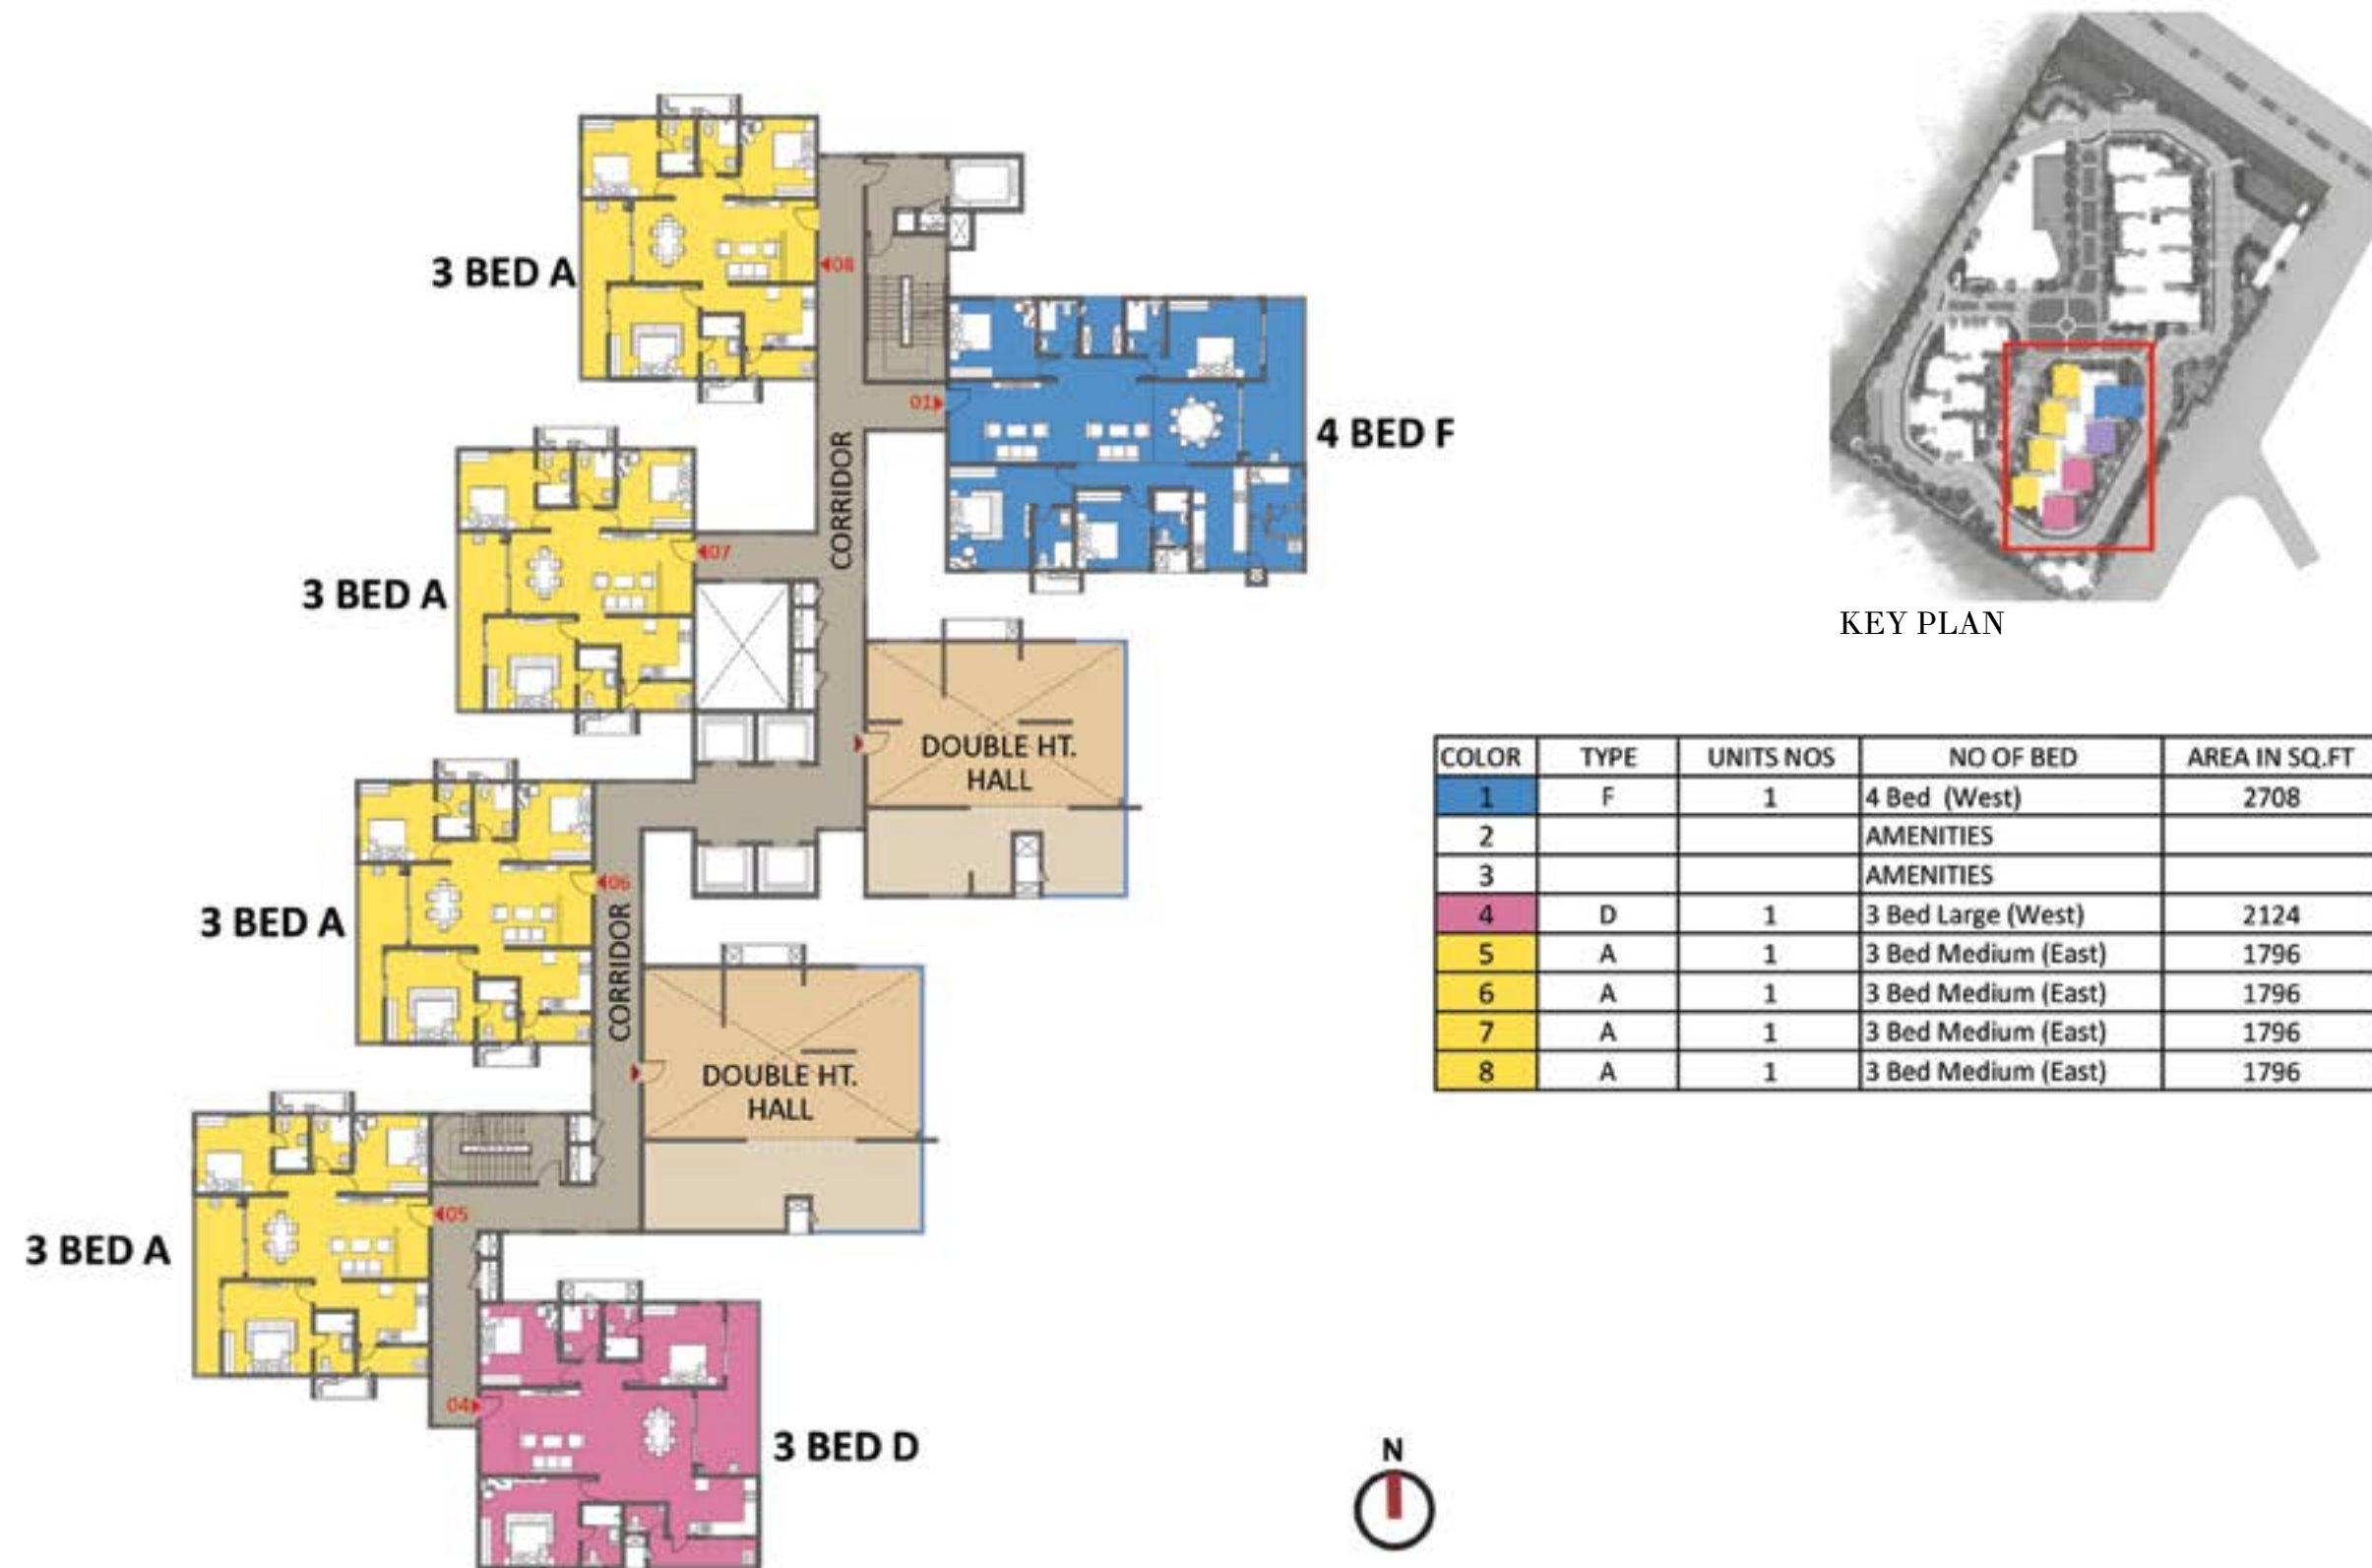 3 BED A
08
01
4 BED F
CORRIDOR
07
3 BED A
DOUBLE HT.
HALL
06
3 BED A
CORRIDOR
DOUBLE HT.
HALL
05
3 BED A
04
3 BED D
N
KEY PLAN
COLOR TYPE UNITS NOS NO OF BED AREA IN SQ.FT
1 F 1 4 Bed (West) 2708
2 AMENITIES
3 AMENITIES
4 D 1 3 Bed Large (West) 2124
5 A 1 3 Bed Medium (East) 1796
6 A 1 3 Bed Medium (East) 1796
7 A 1 3 Bed Medium (East) 1796
8 A 1 3 Bed Medium (East) 1796